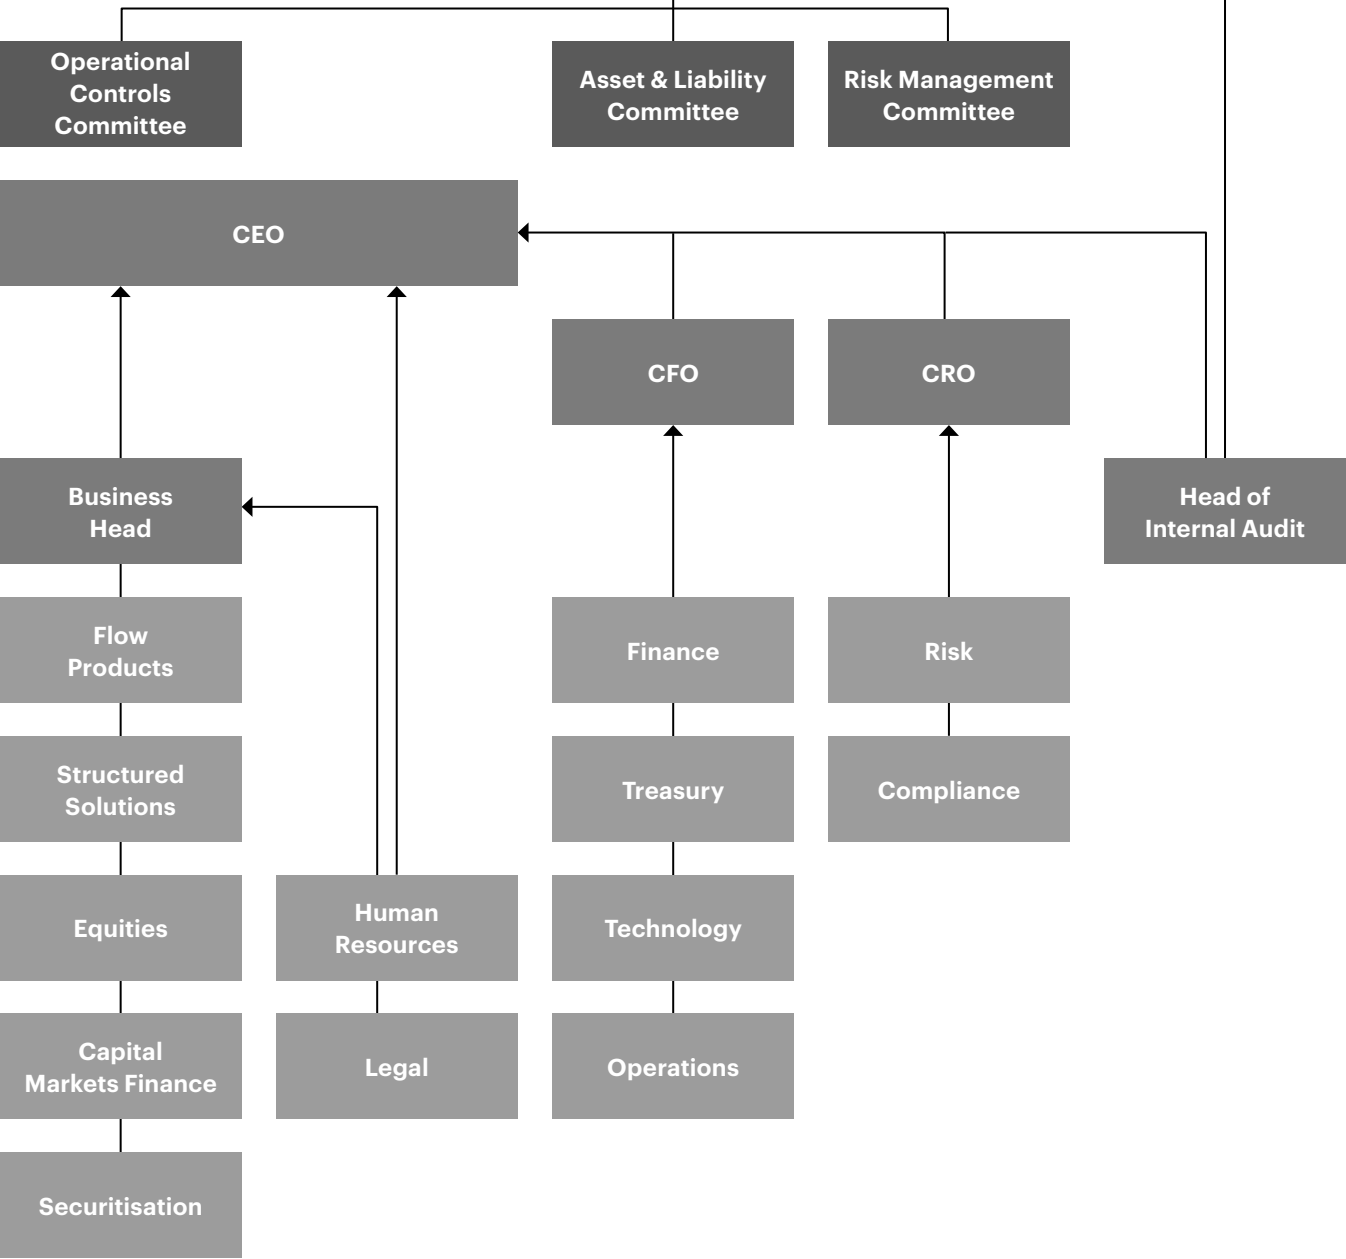 Operational
Controls
Committee
Asset & Liability
Committee
Risk Management
Committee
CEO
CFO
CRO
Business
Head
Head of
Internal Audit
Flow
Products
Finance
Risk
Structured
Solutions
Treasury
Compliance
Equities
Human
Resources
Technology
Capital
Markets Finance
Legal
Operations
Securitisation